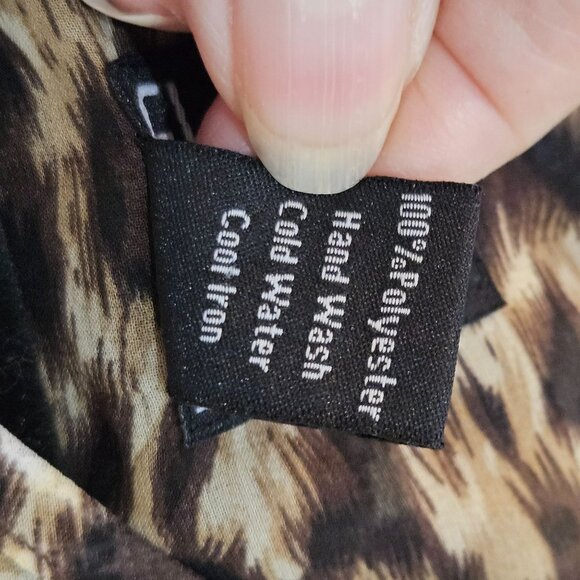 100% Polyester
Hand Wash
Cold Water
Cool Iron